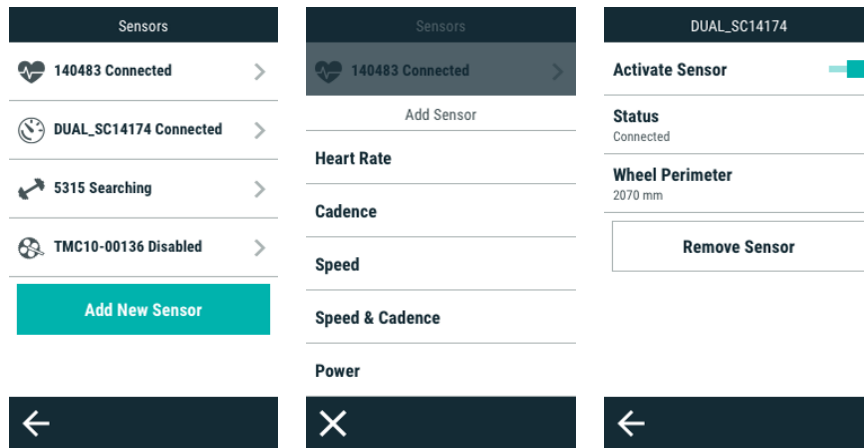 Sensors
140483 Connected
DUAL_SC14174 Connected
5315 Searching
TMC10-00136 Disabled
Add New Sensor
Sensors
140483 Connected
Add Sensor
Heart Rate
Cadence
Speed
Speed & Cadence
Power
DUAL_SC14174
Activate Sensor
Status
Connected
Wheel Perimeter
2070 mm
Remove Sensor